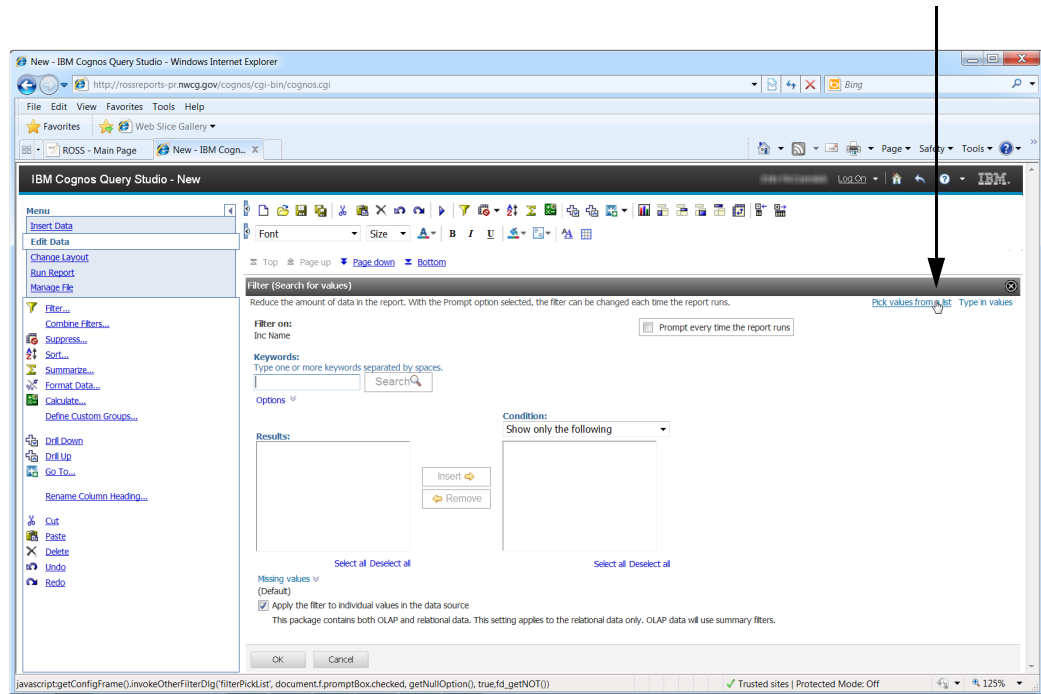 New - IBM Cognos Query Studio - Windows Internet Explorer
http://rossreports-pr.nwcg.gov/cognos/cgi-bin/cognos.cgi
Bing
File Edit View Favorites Tools Help
Favorites Web Slice Gallery
ROSS - Main Page New - IBM Cogn... X Page Safety Tools
IBM Cognos Query Studio - New Log On IBM.
Menu
Insert Data
Edit Data
Change Layout
Run Report
Manage File
Filter...
Combine Filters...
Suppress...
Sort...
Summarize...
Format Data...
Calculate...
Define Custom Groups...
Drill Down
Drill Up
Go To...
Rename Column Heading...
Cut
Paste
Delete
Undo
Redo
Font Size A B I U
Top Page up Page down Bottom
Filter (Search for values)
Reduce the amount of data in the report. With the Prompt option selected, the filter can be changed each time the report runs. Pick values from a list Type in values
Filter on:
Inc Name
Prompt every time the report runs
Keywords:
Type one or more keywords separated by spaces.
Search
Options
Condition:
Show only the following
Results:
Insert
Remove
Select all Deselect all Select all Deselect all
Missing values
(Default)
Apply the filter to individual values in the data source
This package contains both OLAP and relational data. This setting applies to the relational data only. OLAP data will use summary filters.
OK Cancel
javascript:getConfigFrame().invokeOtherFilterDlg('filterPickList', document.f.promptBox.checked, getNullOption(), true,fd_getNOT()) Trusted sites | Protected Mode: Off 125%